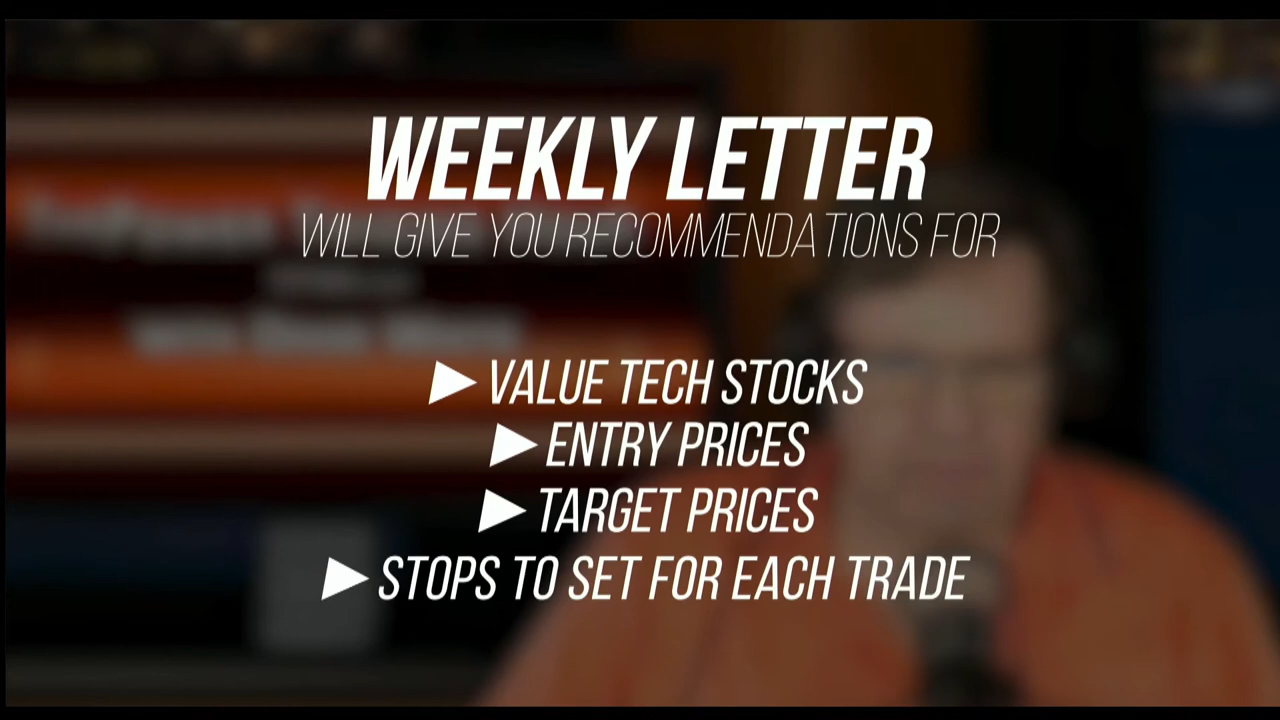 WEEKLY LETTER
WILL GIVE YOU RECOMMENDATIONS FOR
► VALUE TECH STOCKS
► ENTRY PRICES
► TARGET PRICES
► STOPS TO SET FOR EACH TRADE